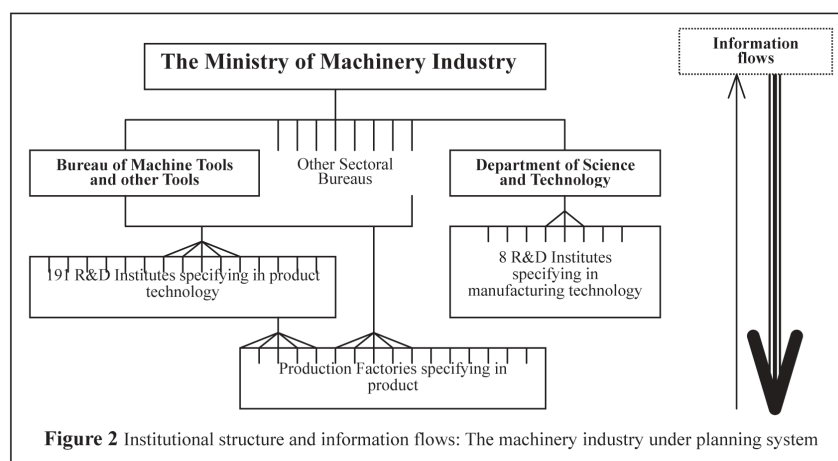 The Ministry of Machinery Industry
Information
flows
Bureau of Machine Tools
and other Tools
Other Sectoral
Bureaus
Department of Science
and Technology
191 R&D Institutes specifying in product
technology
8 R&D Institutes
specifying in
manufacturing technology
Production Factories specifying in
product
Figure 2 Institutional structure and information flows: The machinery industry under planning system